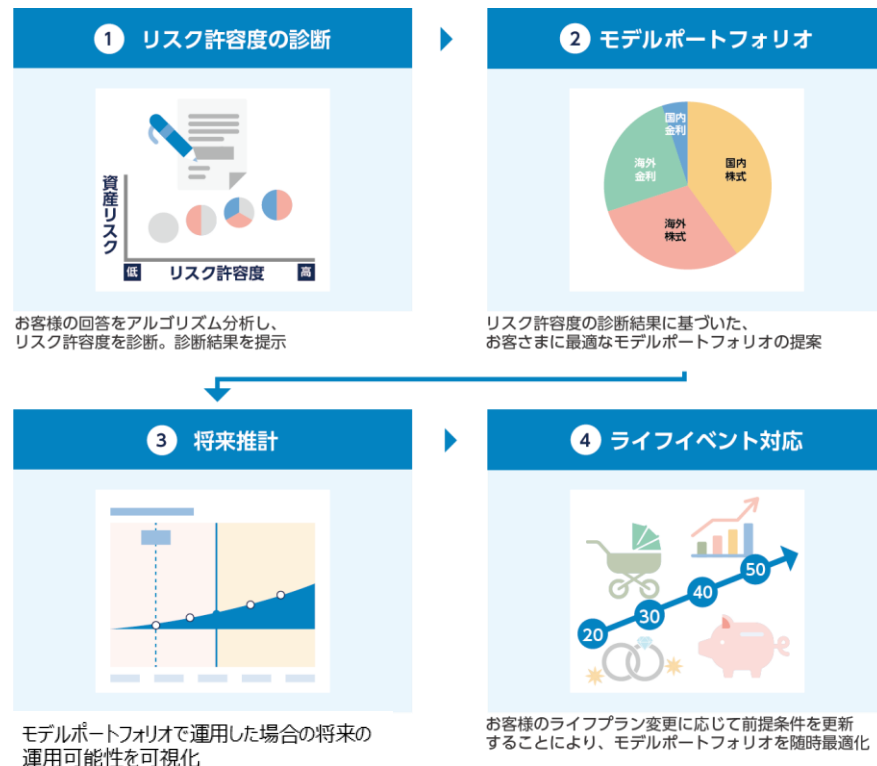 1 リスク許容度の診断
資産リスク
低 リスク許容度 高
お客様の回答をアルゴリズム分析し、
リスク許容度を診断。診断結果を提示
2 モデルポートフォリオ
国内
金利
海外
金利
国内
株式
海外
株式
リスク許容度の診断結果に基づいた、
お客さまに最適なモデルポートフォリオの提案
3 将来推計
モデルポートフォリオで運用した場合の将来の
運用可能性を可視化
4 ライフイベント対応
20
30
40
50
お客様のライフプラン変更に応じて前提条件を更新
することにより、モデルポートフォリオを随時最適化